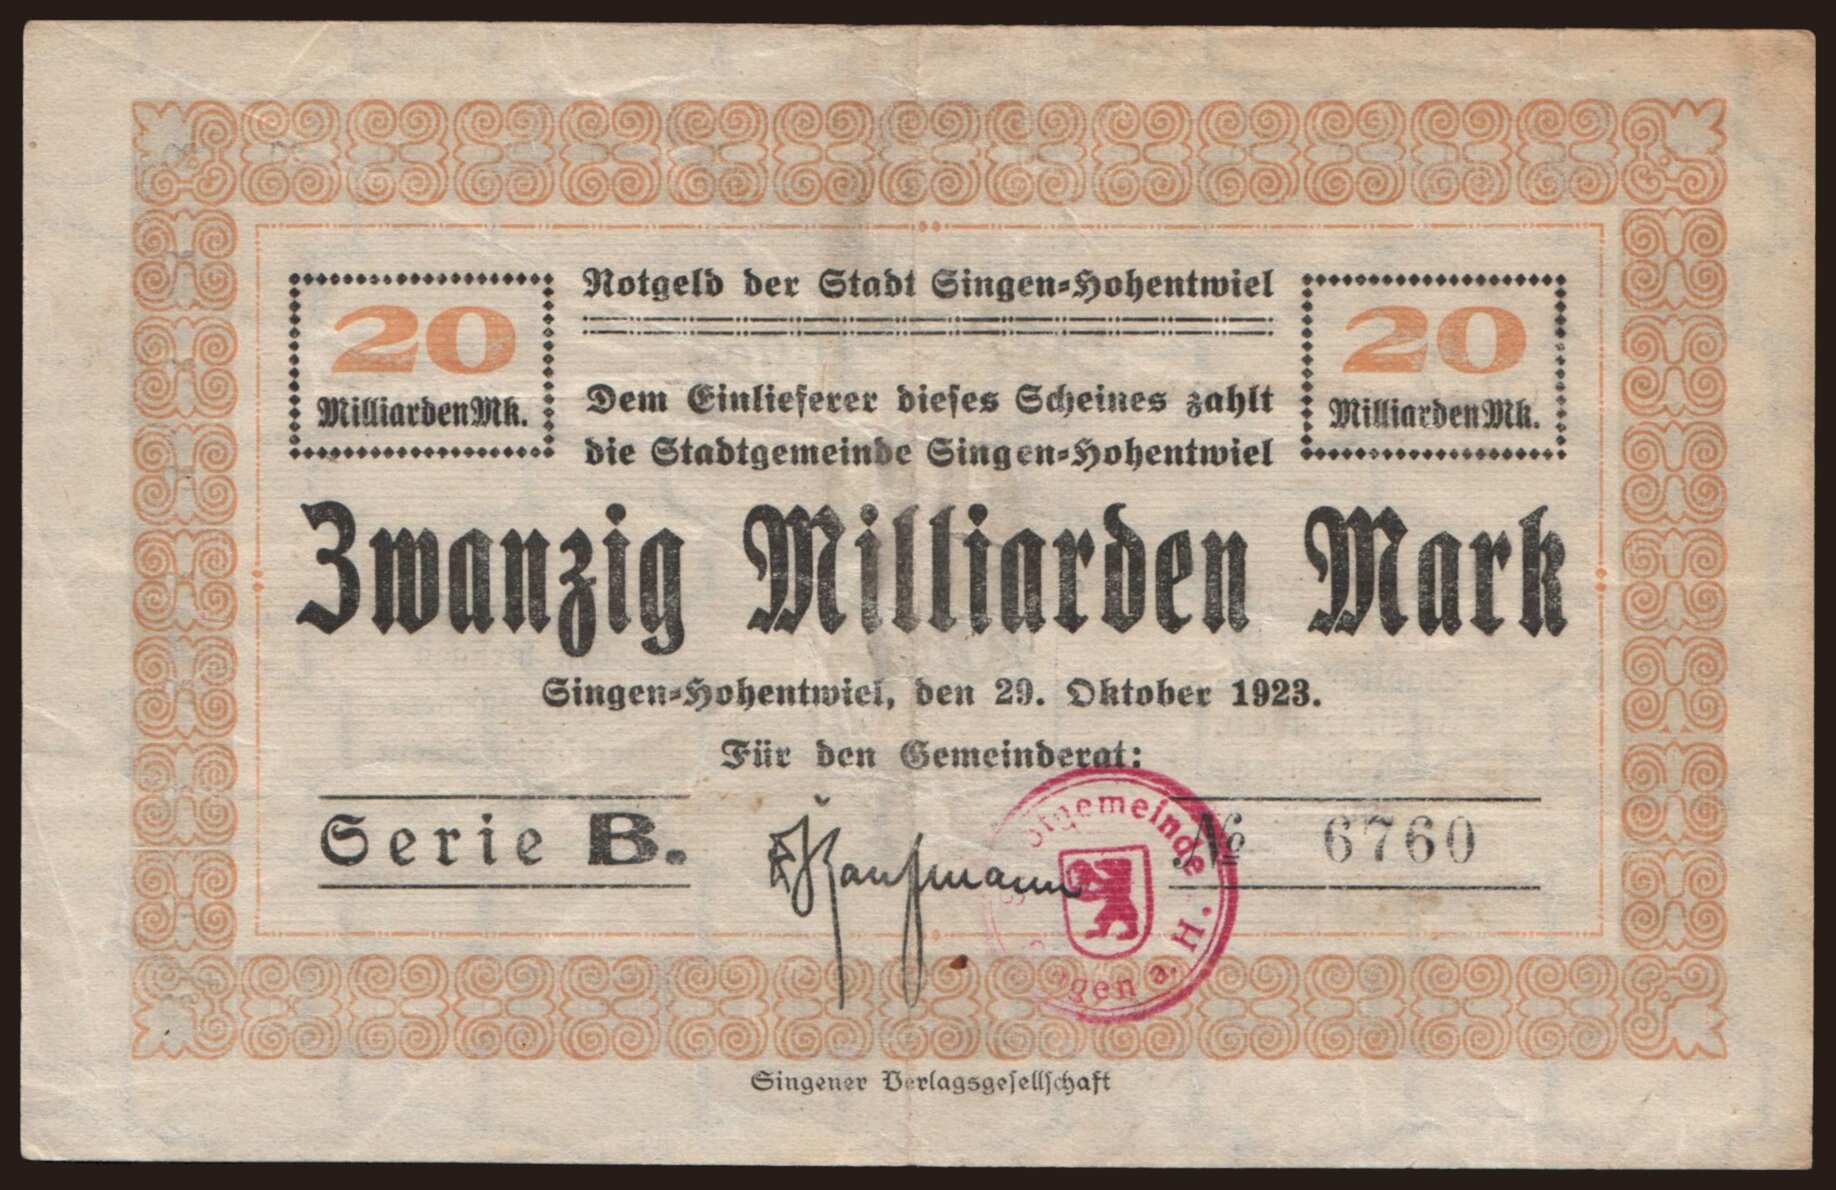 Notgeld der Stadt Singen-Hohentwiel
20
Milliarden Mk.
20
Milliarden Mk.
Dem Einlieferer dieses Scheines zahlt
die Stadtgemeinde Singen-Hohentwiel
Zwanzig Milliarden Mark
Singen-Hohentwiel, den 29. Oktober 1923.
Für den Gemeinderat:
Serie B.
Kaufmann
№ 6760
a. H.
Singener Verlagsgesellschaft